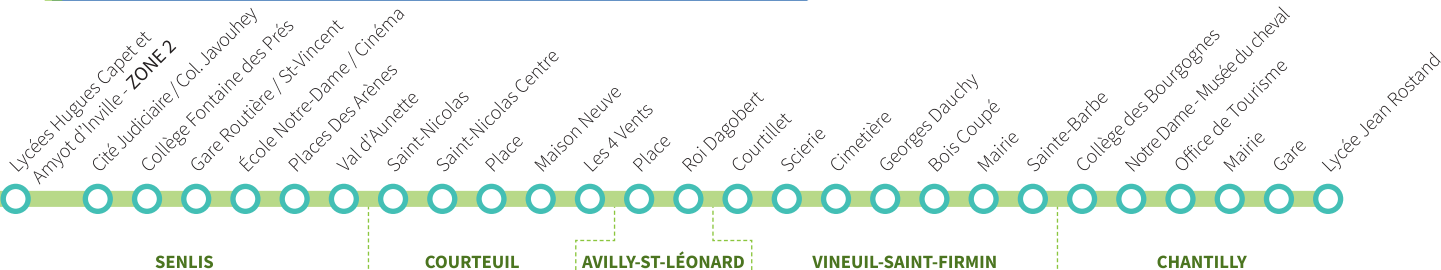 Lycées Hugues Capet et
Amyot d'Inville - ZONE 2
Cité Judiciaire / Col. Javouhey
Collège Fontaine des Prés
Gare Routière / St-Vincent
École Notre-Dame / Cinéma
Places Des Arènes
Val d'Aunette
Saint-Nicolas
Saint-Nicolas Centre
Place
Maison Neuve
Les 4 Vents
Place
Roi Dagobert
Courtillet
Scierie
Cimetière
Georges Dauchy
Bois Coupé
Mairie
Sainte-Barbe
Collège des Bourgognes
Notre Dame - Musée du cheval
Office de Tourisme
Mairie
Gare
Lycée Jean Rostand
SENLIS
COURTEUIL
AVILLY-ST-LÉONARD
VINEUIL-SAINT-FIRMIN
CHANTILLY